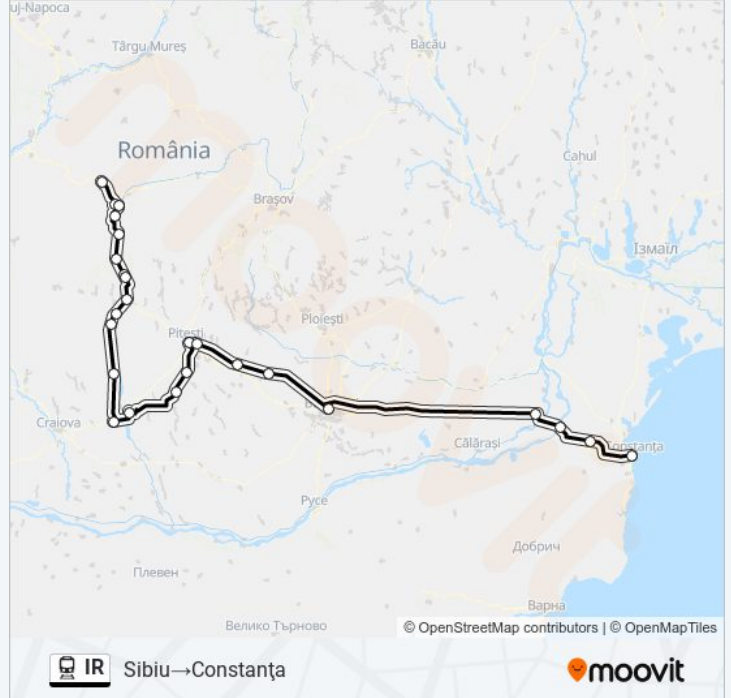 uj-Napoca
Târgu Mureș
Bacău
România
Cahul
Brașov
Ізмаїл
Ploiești
Pitești
Craiova
Călărași
Constanța
Русе
Добрич
Плевен
Варна
Велико Търново
© OpenStreetMap contributors | © OpenMapTiles
IR Sibiu→Constanţa
moovit